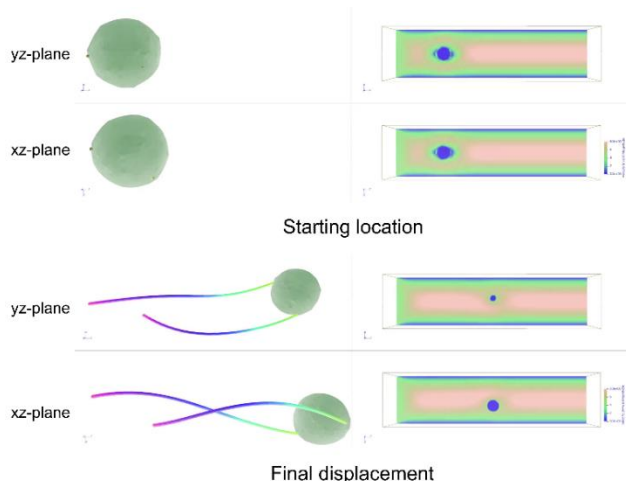 yz-plane
xz-plane
Starting location
yz-plane
xz-plane
Final displacement